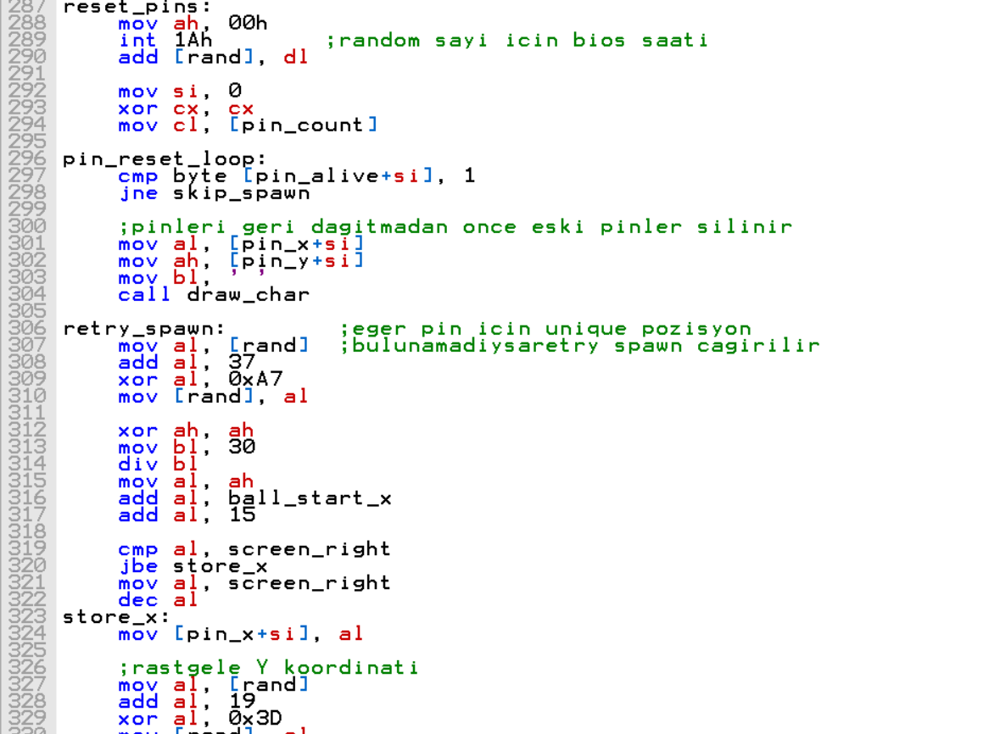 287 reset_pins:
288     mov ah, 00h
289     int 1Ah        ;random sayi icin bios saati
290     add [rand], dl
291
292     mov si, 0
293     xor cx, cx
294     mov cl, [pin_count]
295
296 pin_reset_loop:
297     cmp byte [pin_alive+si], 1
298     jne skip_spawn
299
300     ;pinleri geri dagitmadan once eski pinler silinir
301     mov al, [pin_x+si]
302     mov ah, [pin_y+si]
303     mov bl, ' '
304     call draw_char
305
306 retry_spawn:        ;eger pin icin unique pozisyon
307     mov al, [rand]  ;bulunamadiysaretry spawn cagirilir
308     add al, 37
309     xor al, 0xA7
310     mov [rand], al
311
312     xor ah, ah
313     mov bl, 30
314     div bl
315     mov al, ah
316     add al, ball_start_x
317     add al, 15
318
319     cmp al, screen_right
320     jbe store_x
321     mov al, screen_right
322     dec al
323 store_x:
324     mov [pin_x+si], al
325
326     ;rastgele Y koordinati
327     mov al, [rand]
328     add al, 19
329     xor al, 0x3D
330     mov [rand], al